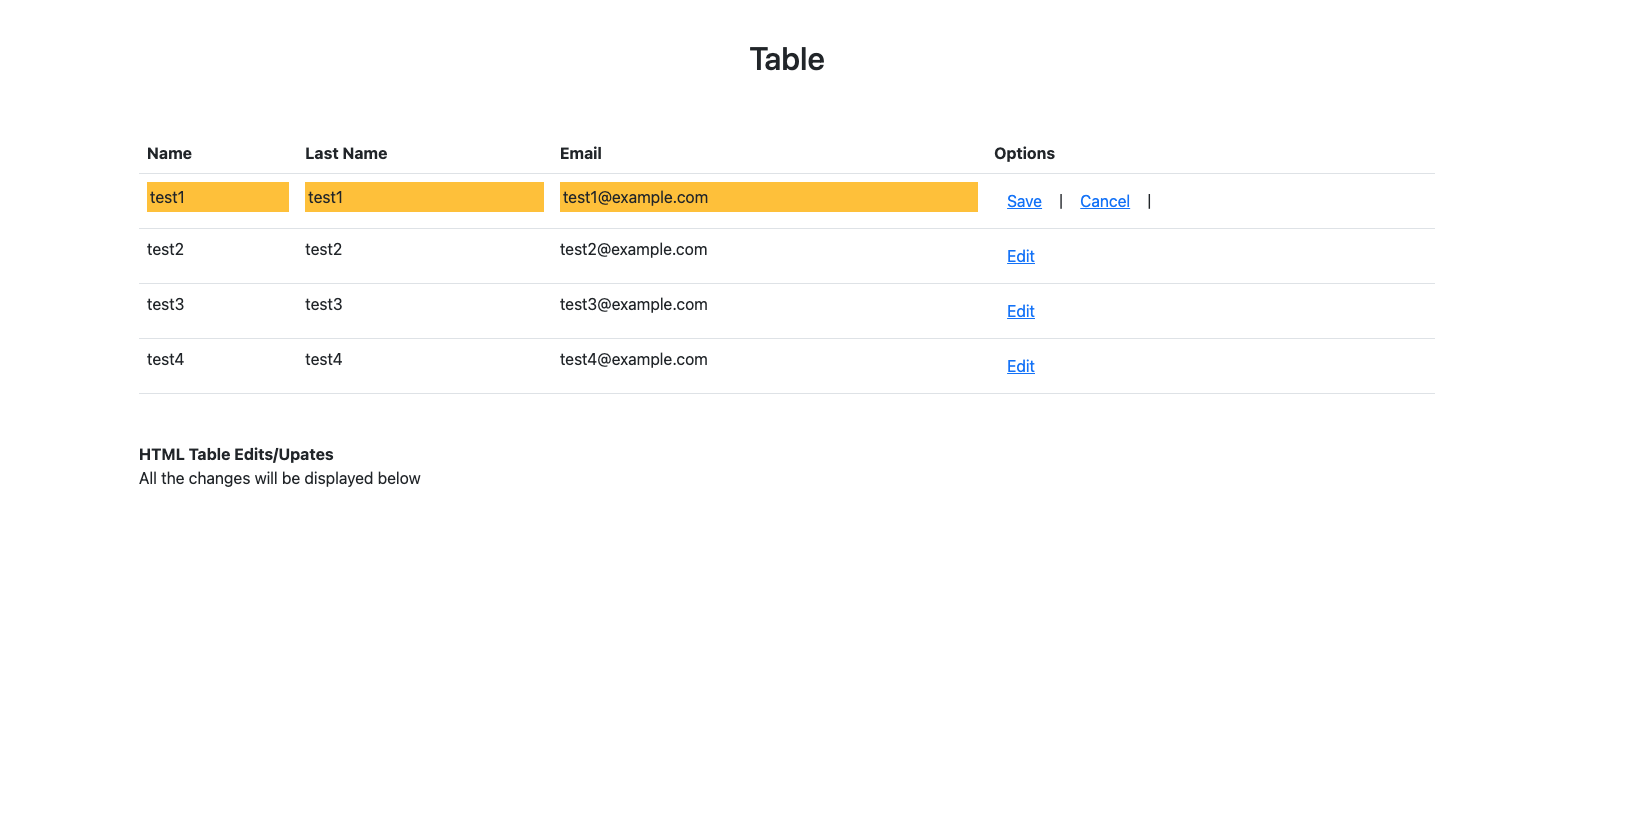 Table
Name Last Name Email Options
test1 test1 test1@example.com Save | Cancel |
test2 test2 test2@example.com Edit
test3 test3 test3@example.com Edit
test4 test4 test4@example.com Edit
HTML Table Edits/Upates
All the changes will be displayed below